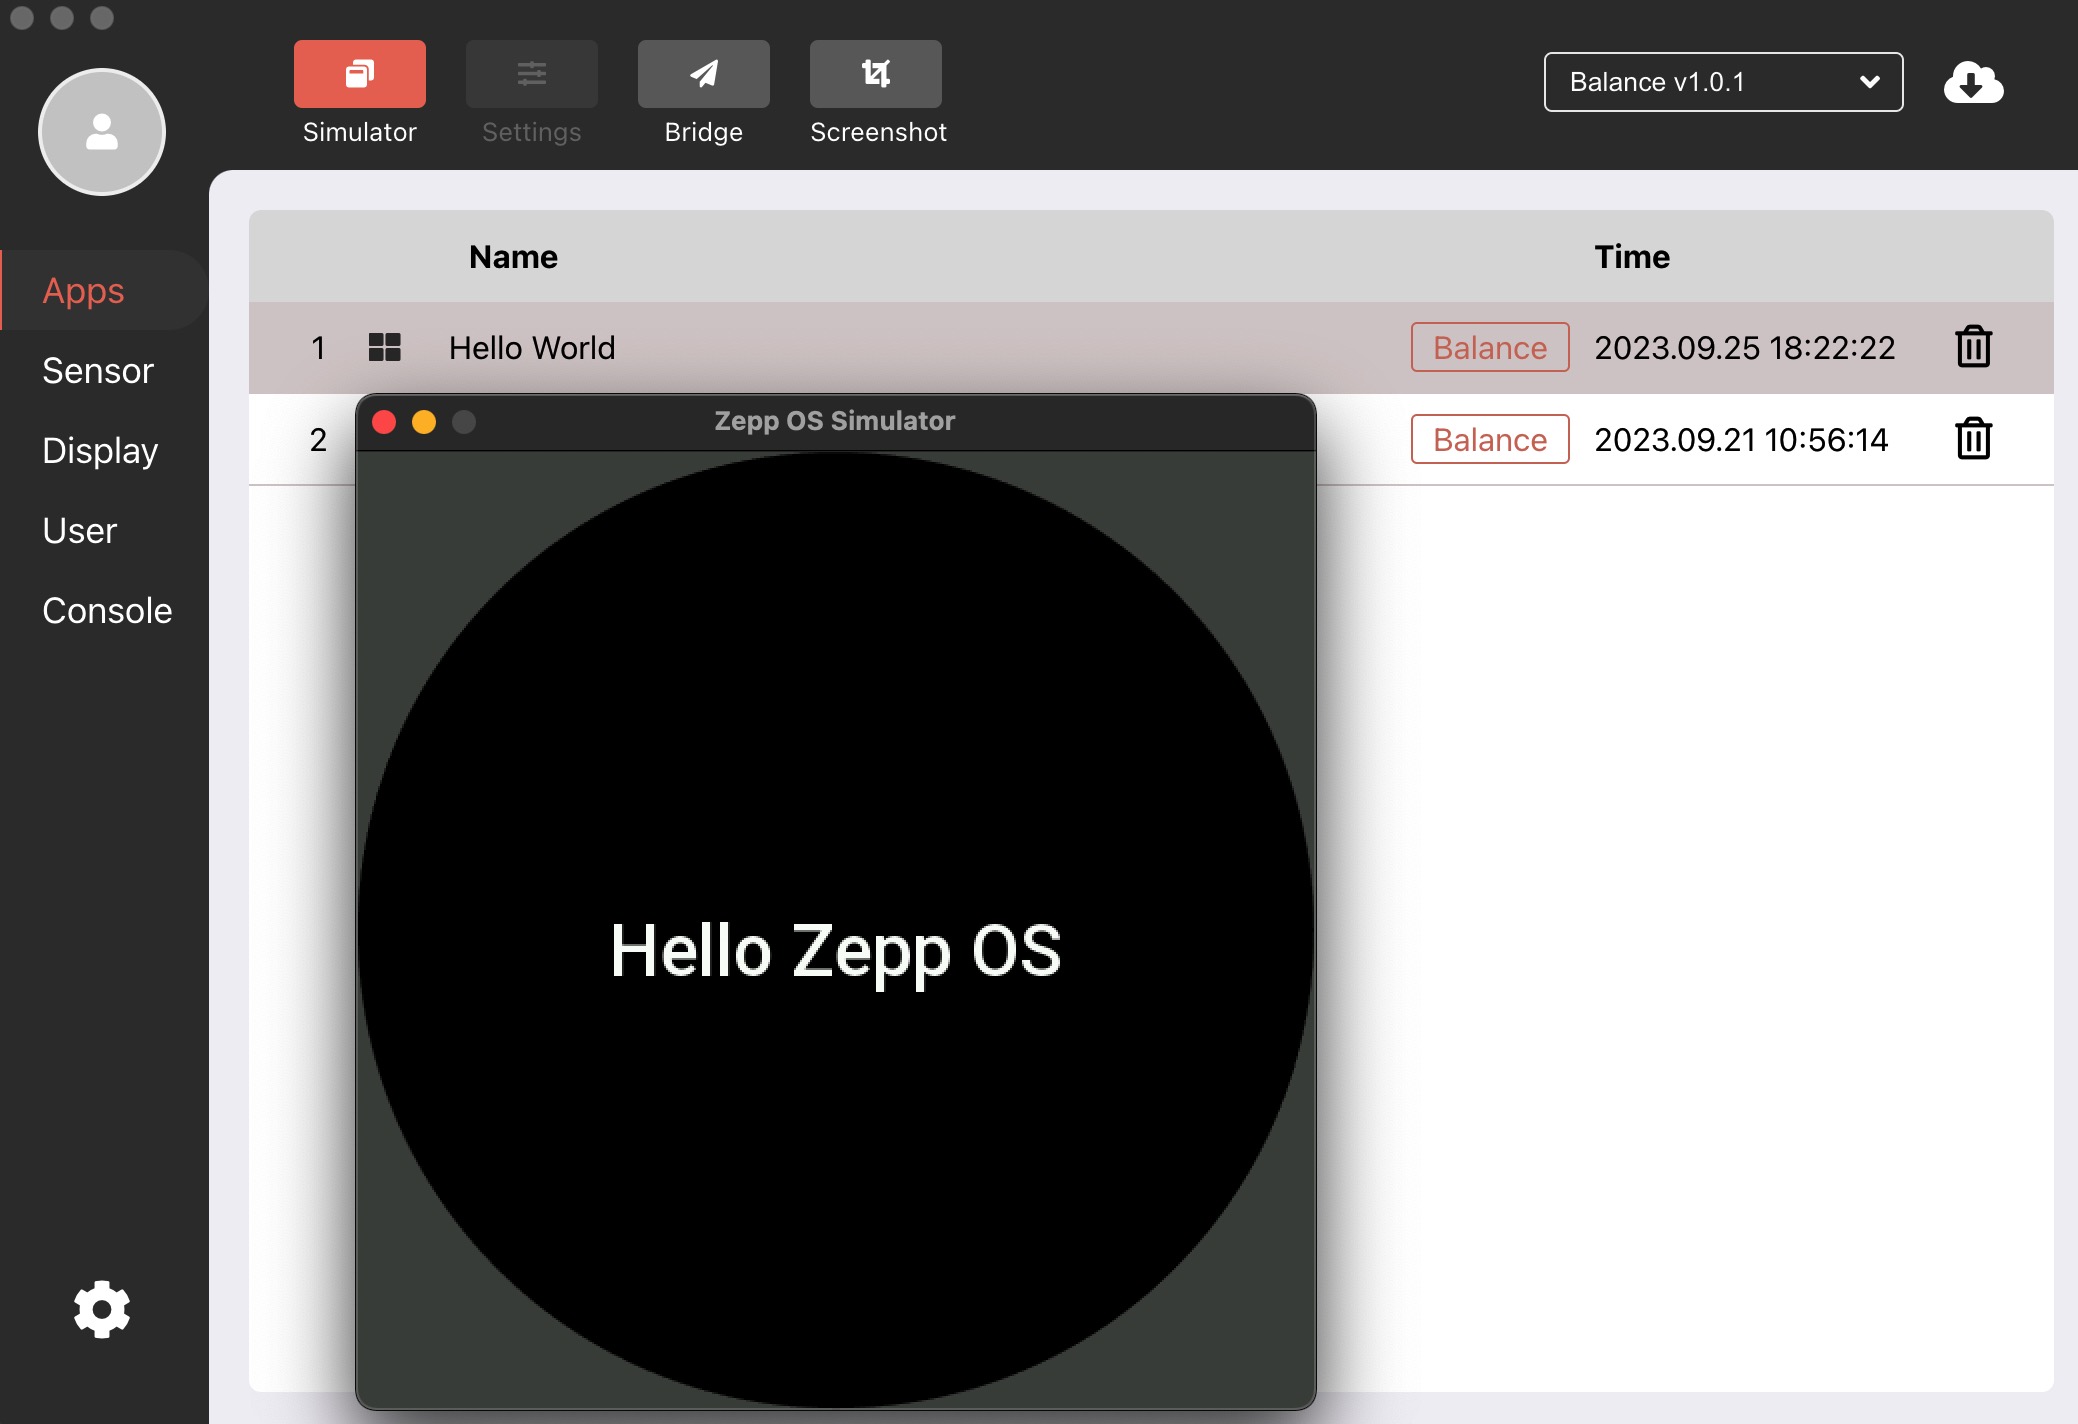 Simulator
Settings
Bridge
Screenshot
Balance v1.0.1
Apps
Sensor
Display
User
Console
Name
Time
1
Hello World
Balance
2023.09.25 18:22:22
2
Balance
2023.09.21 10:56:14
Zepp OS Simulator
Hello Zepp OS